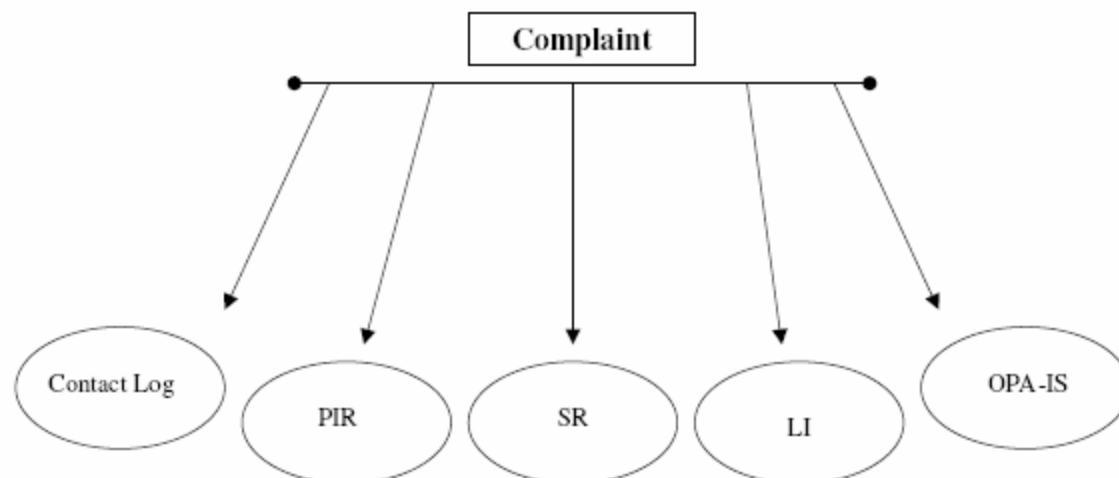 Complaint
Contact Log
PIR
SR
LI
OPA-IS